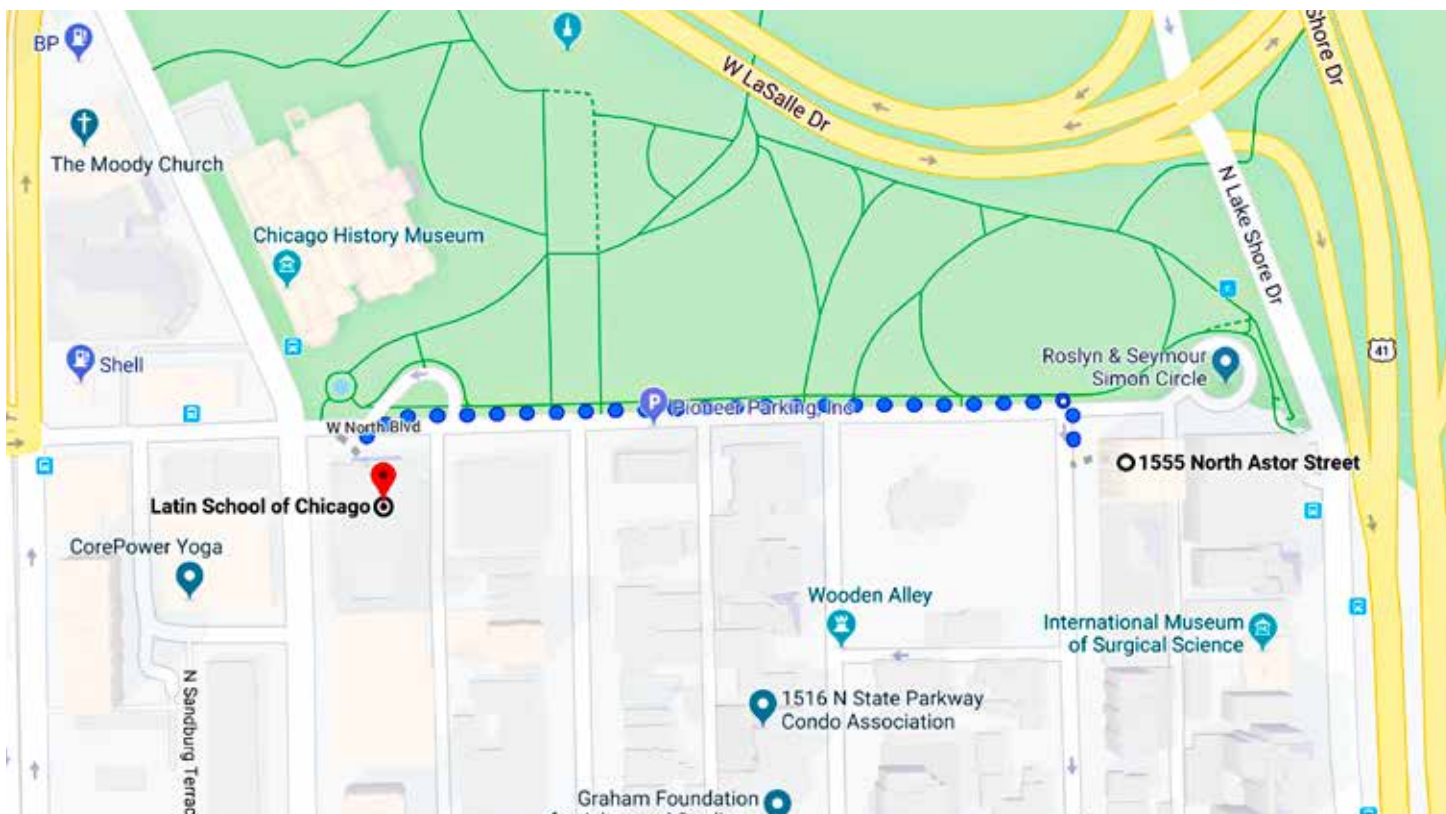 BP
Shore Dr
W LaSalle Dr
The Moody Church
N Lake Shore Dr
Chicago History Museum
41
Shell
Roslyn & Seymour
Simon Circle
P
Pioneer Parking, Inc
W North Blvd
1555 North Astor Street
Latin School of Chicago
CorePower Yoga
Wooden Alley
International Museum
of Surgical Science
N Sandburg Terrac
1516 N State Parkway
Condo Association
Graham Foundation